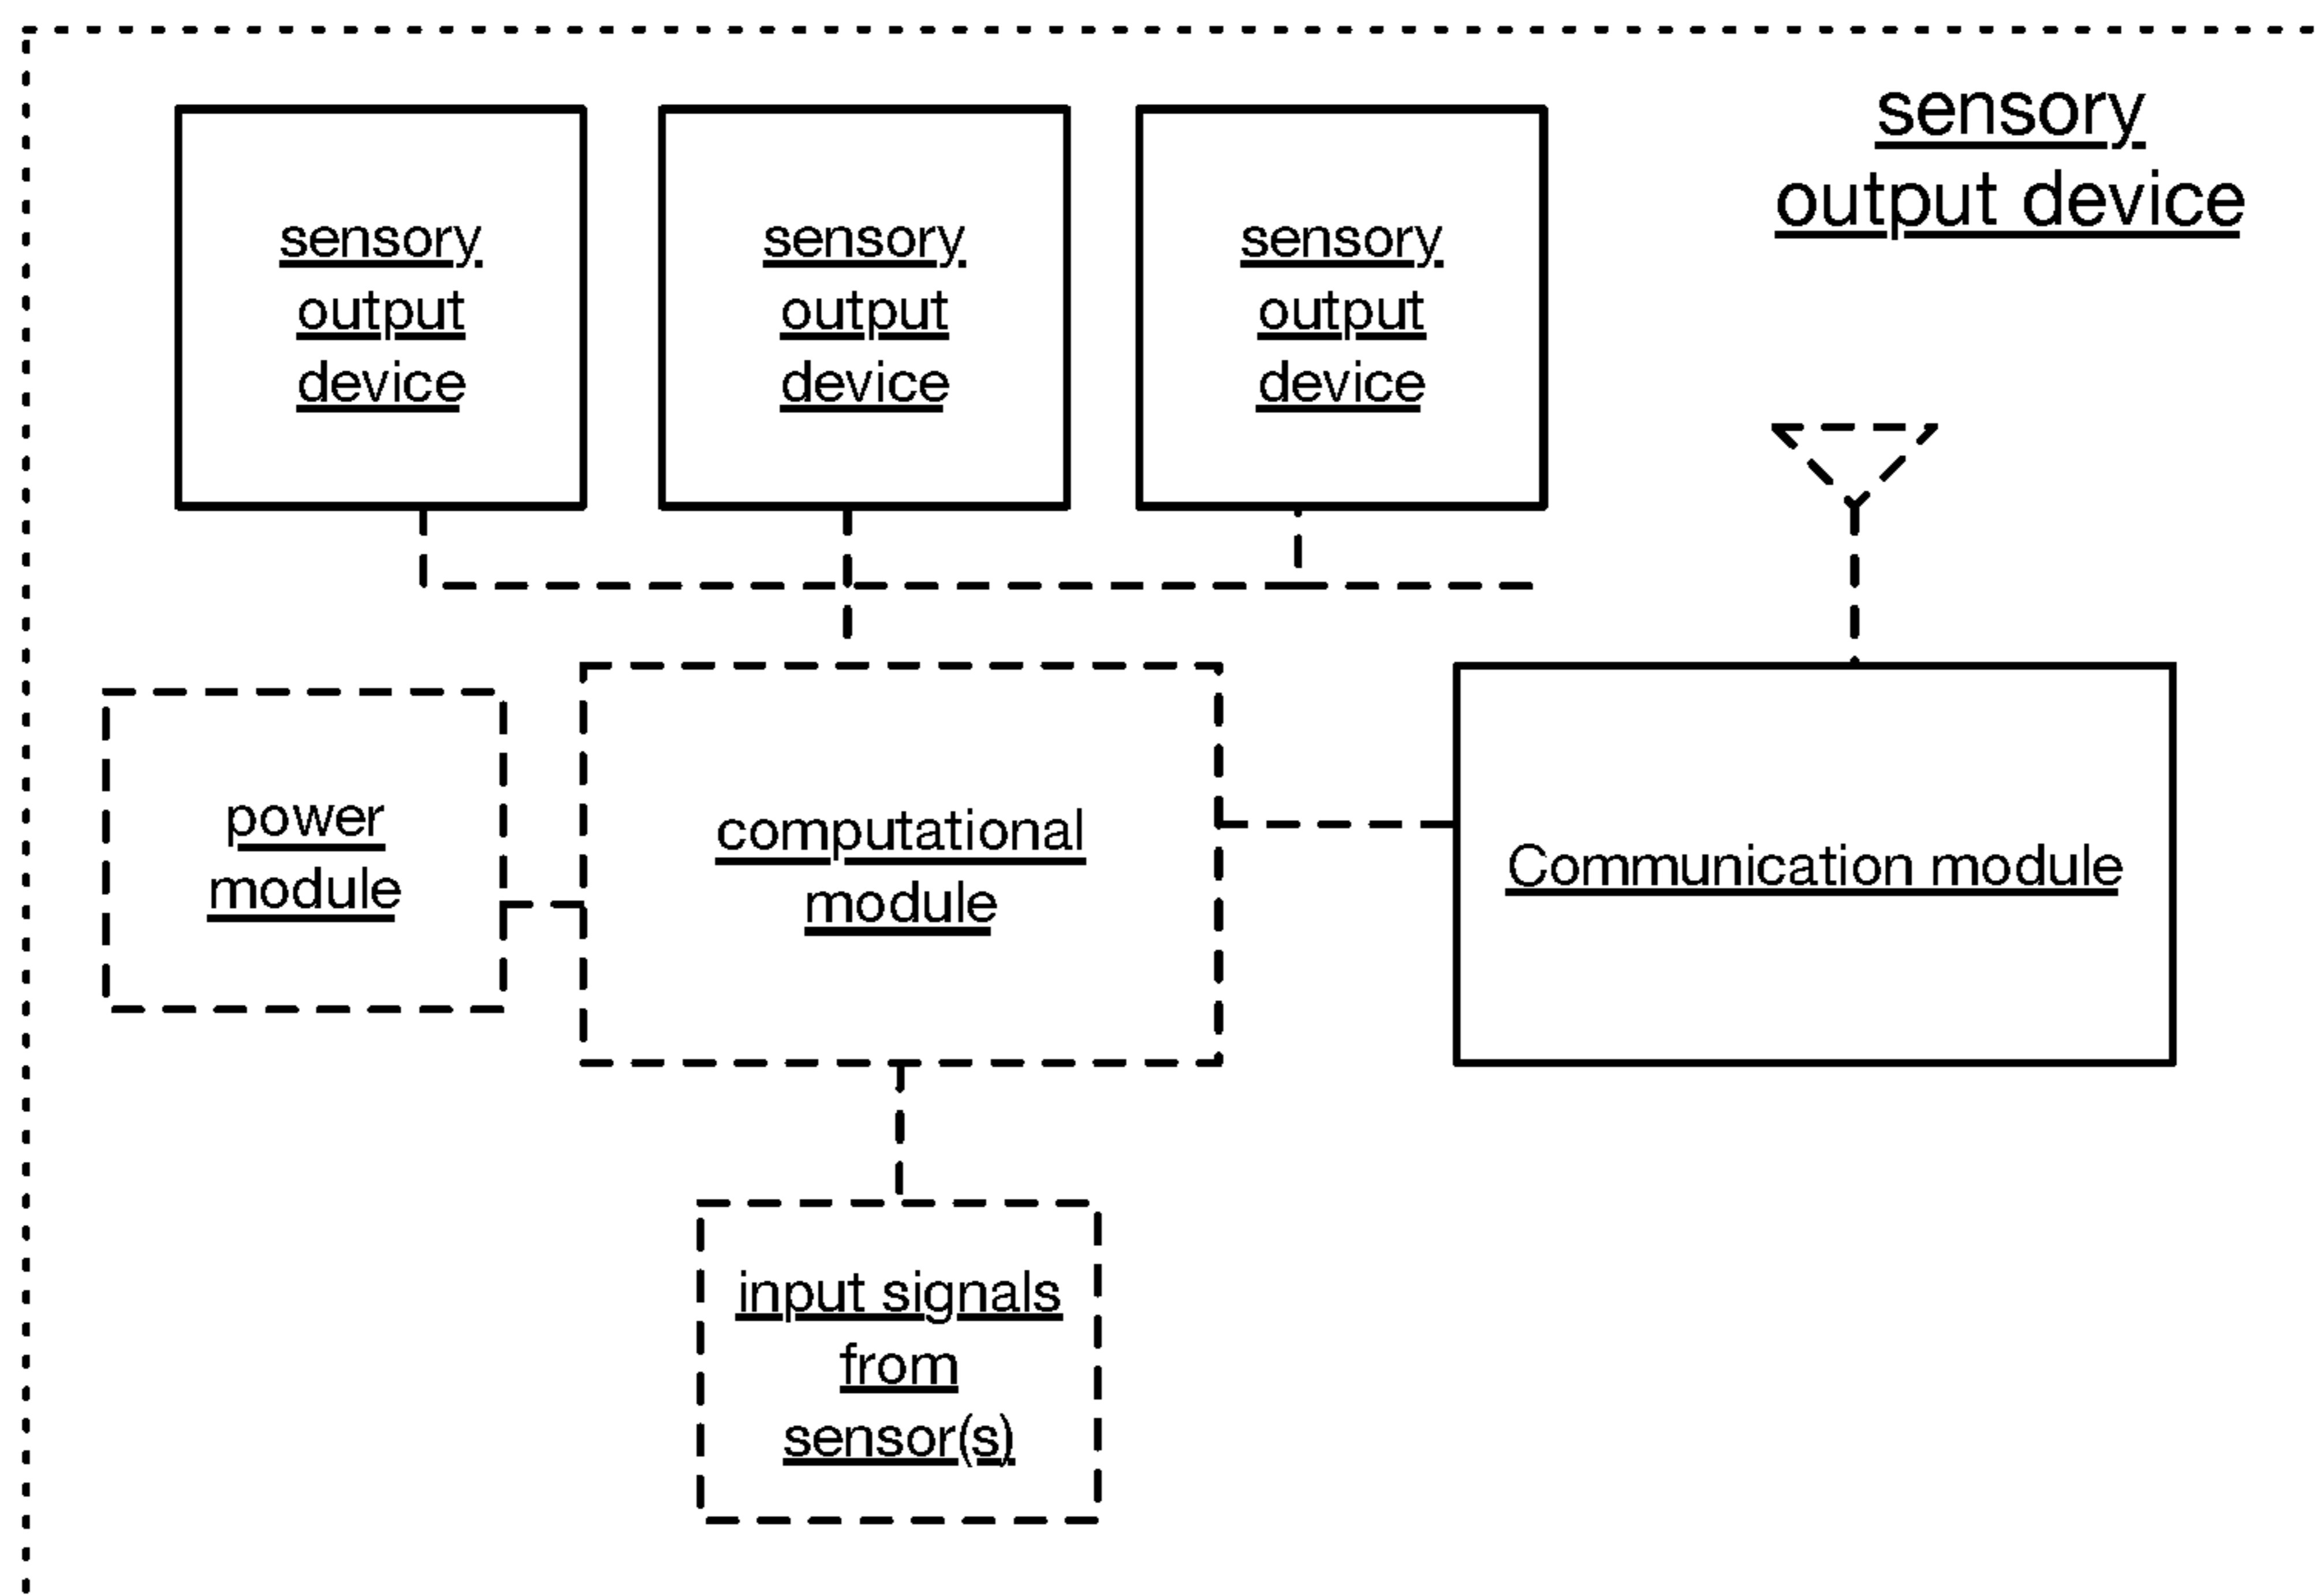 sensory
output device
sensory
output
device
sensory
output
device
sensory
output
device
power
module
computational
module
Communication module
input signals
from
sensor(s)